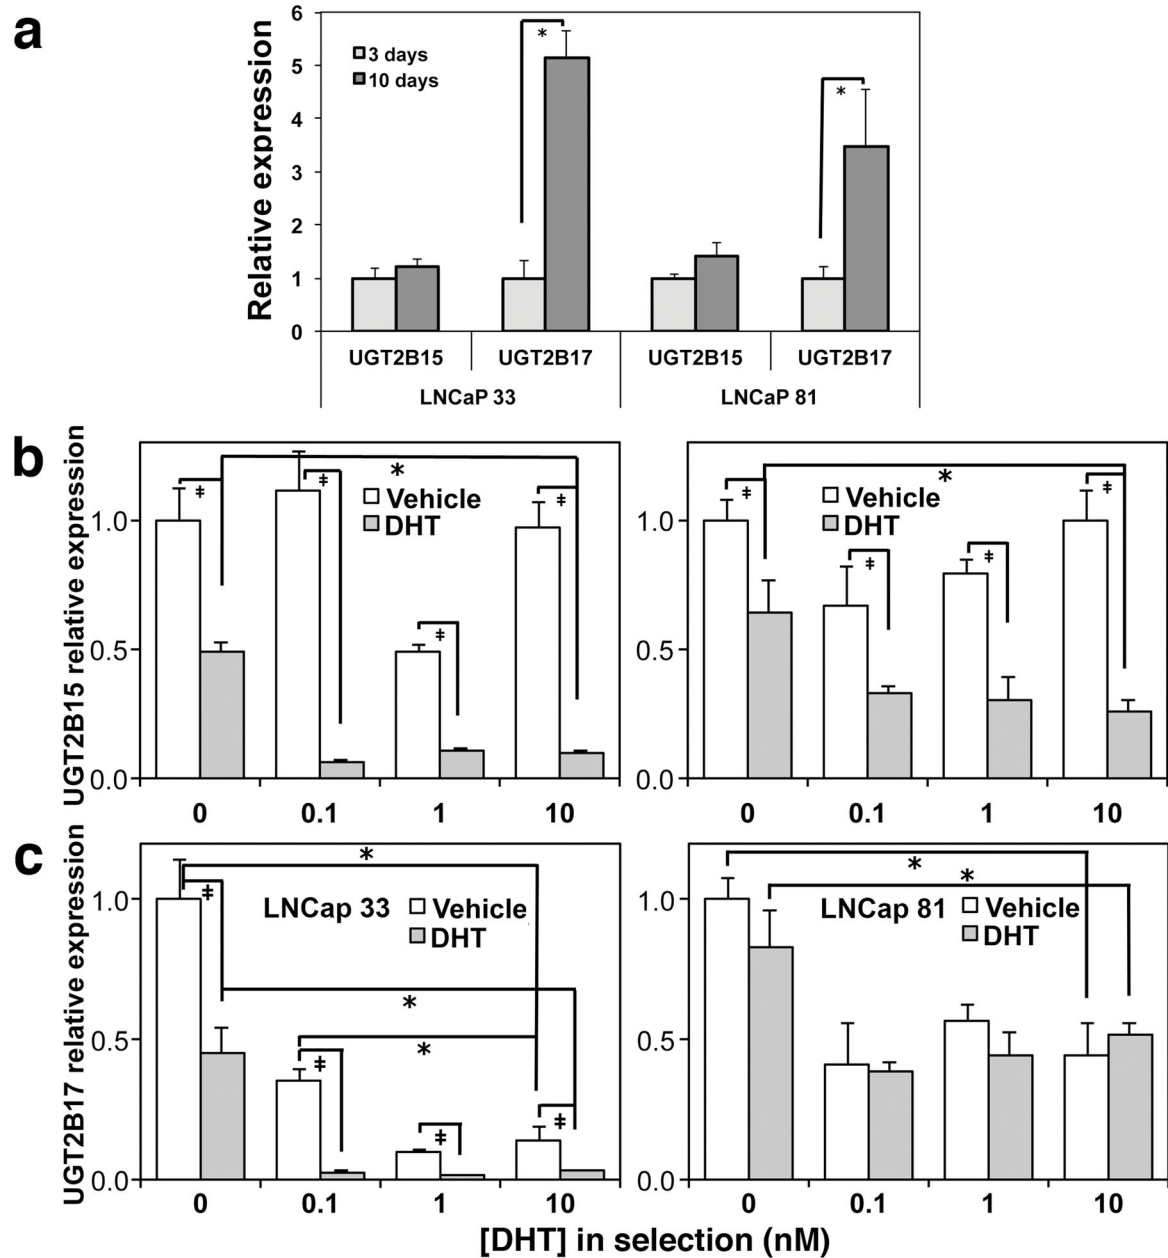 a
Relative expression
6
5
4
3
2
1
0
3 days
10 days
*
*
UGT2B15 UGT2B17 UGT2B15 UGT2B17
LNCaP 33 LNCaP 81
b
UGT2B15 relative expression
1.0
0.5
0.0
Vehicle
DHT
*
ǂ ǂ ǂ ǂ
0 0.1 1 10
1.0
0.5
0.0
Vehicle
DHT
*
ǂ ǂ ǂ ǂ
0 0.1 1 10
c
UGT2B17 relative expression
1.0
0.5
0.0
LNCap 33
Vehicle
DHT
*
*
*
ǂ ǂ ǂ ǂ
0 0.1 1 10
1.0
0.5
0.0
LNCap 81
Vehicle
DHT
*
*
0 0.1 1 10
[DHT] in selection (nM)